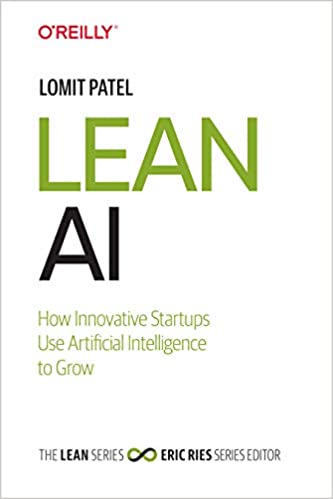 O'REILLY®
LOMIT PATEL
LEAN
AI
How Innovative Startups
Use Artificial Intelligence
to Grow
THE LEAN SERIES ERIC RIES SERIES EDITOR